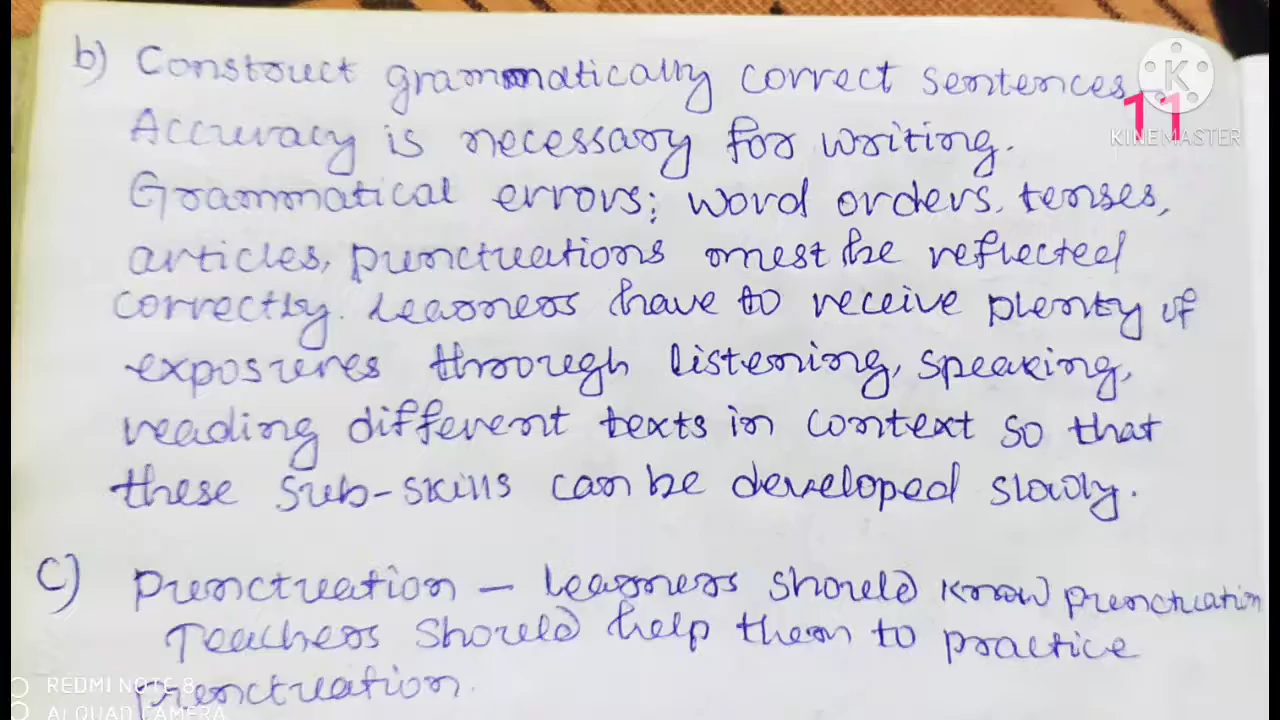 b) Construct grammatically correct sentences -
11
KINEMASTER
Accuracy is necessary for writing.
Grammatical errors; word orders, tenses,
articles, punctuations must be reflected
correctly. Learners have to receive plenty of
exposures through listening, speaking,
reading different texts in context so that
these sub-skills can be developed slowly.
c) Punctuation - Learners should know punctuation
Teachers should help them to practice
punctuation.
REDMI NOTE 8
AI QUAD CAMERA